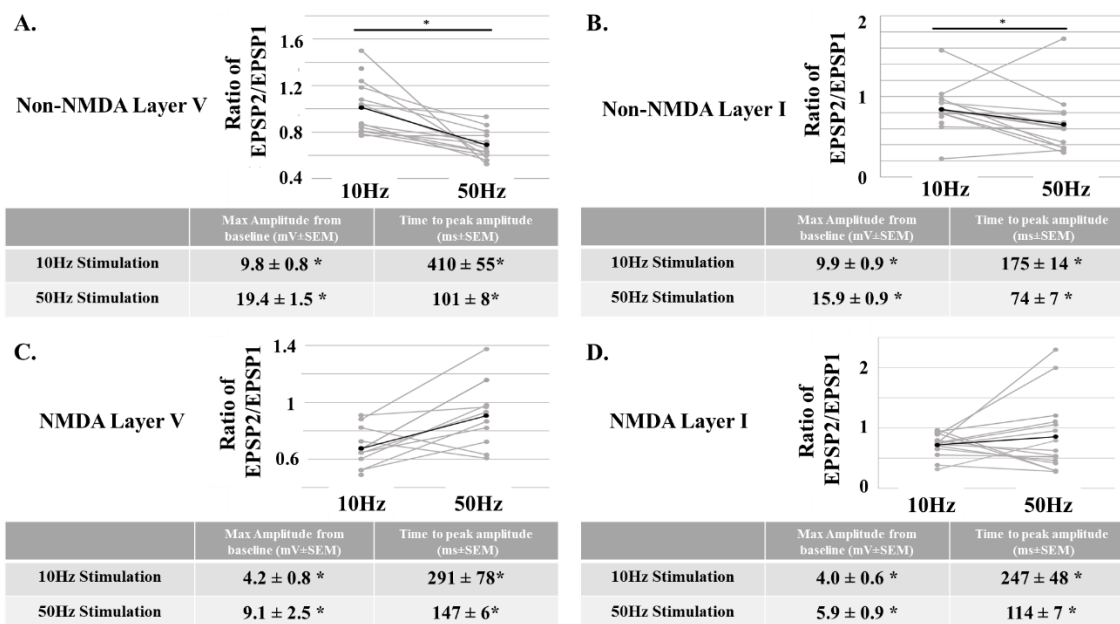 A.
Non-NMDA Layer V
Ratio of
EPSP2/EPSP1
*
1.6
1.2
0.8
0.4
10Hz 50Hz
Max Amplitude from Time to peak amplitude
baseline (mV±SEM) (ms±SEM)
10Hz Stimulation 9.8 ± 0.8 * 410 ± 55*
50Hz Stimulation 19.4 ± 1.5 * 101 ± 8*
B.
Non-NMDA Layer I
Ratio of
EPSP2/EPSP1
*
2
1
0
10Hz 50Hz
Max Amplitude from Time to peak amplitude
baseline (mV±SEM) (ms±SEM)
10Hz Stimulation 9.9 ± 0.9 * 175 ± 14 *
50Hz Stimulation 15.9 ± 0.9 * 74 ± 7 *
C.
NMDA Layer V
Ratio of
EPSP2/EPSP1
1.4
1
0.6
10Hz 50Hz
Max Amplitude from Time to peak amplitude
baseline (mV±SEM) (ms±SEM)
10Hz Stimulation 4.2 ± 0.8 * 291 ± 78*
50Hz Stimulation 9.1 ± 2.5 * 147 ± 6*
D.
NMDA Layer I
Ratio of
EPSP2/EPSP1
2
1
0
10Hz 50Hz
Max Amplitude from Time to peak amplitude
baseline (mV±SEM) (ms±SEM)
10Hz Stimulation 4.0 ± 0.6 * 247 ± 48 *
50Hz Stimulation 5.9 ± 0.9 * 114 ± 7 *